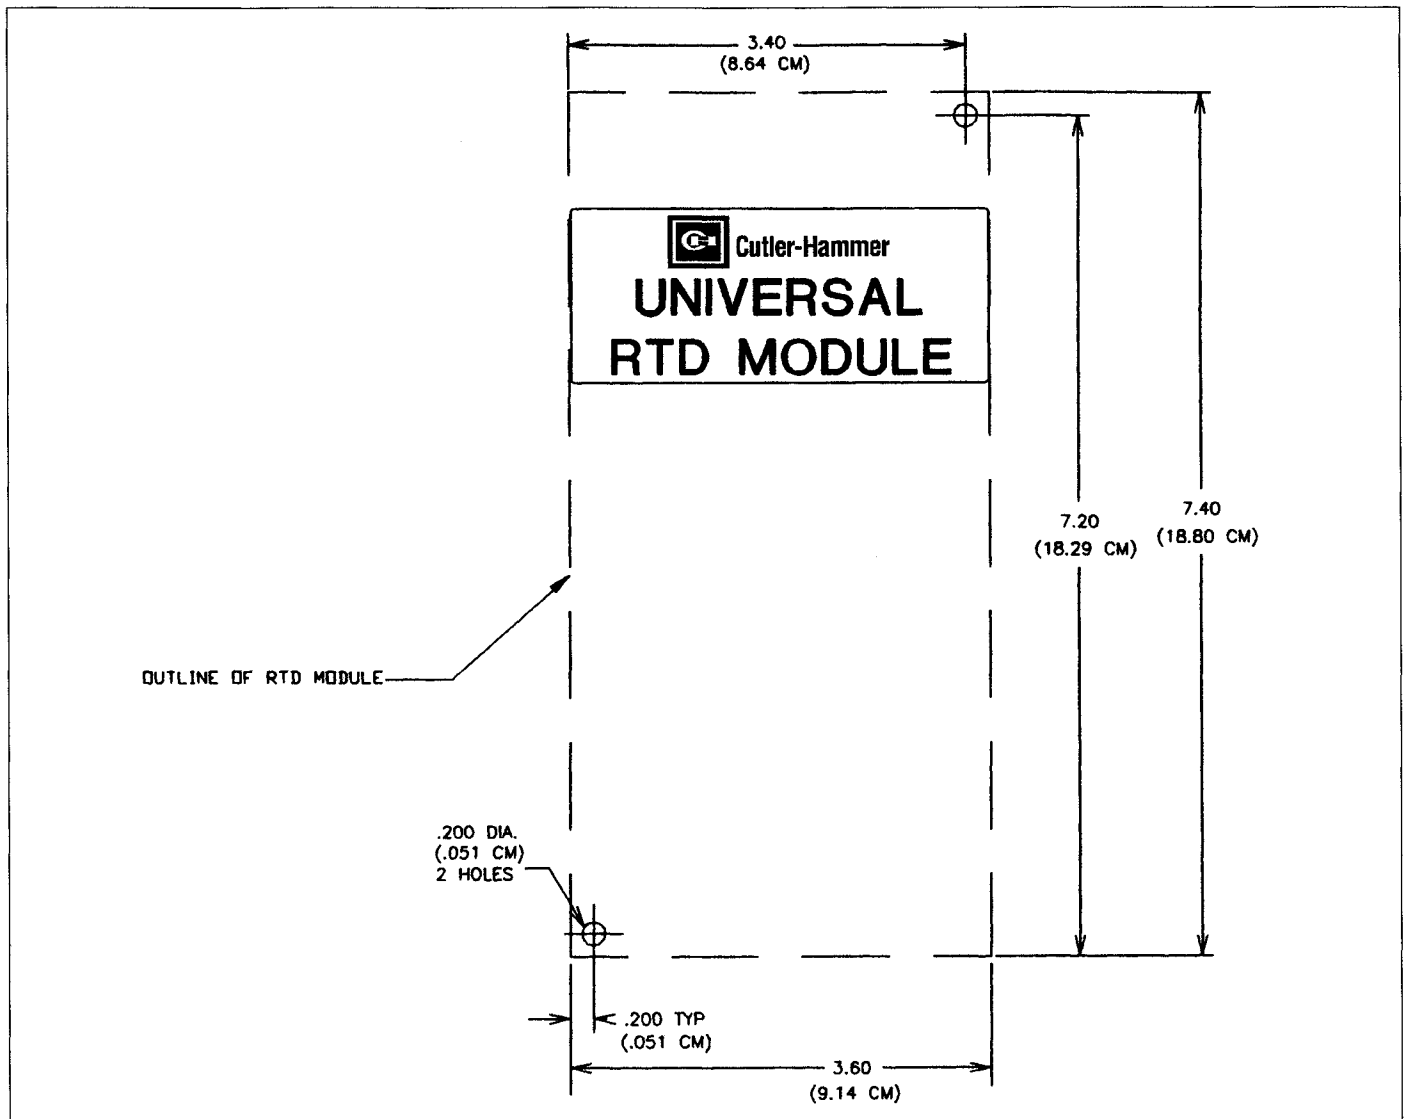 3.40
(8.64 CM)
Cutler-Hammer
UNIVERSAL
RTD MODULE
7.20
(18.29 CM)
7.40
(18.80 CM)
OUTLINE OF RTD MODULE
.200 DIA.
(.051 CM)
2 HOLES
.200 TYP
(.051 CM)
3.60
(9.14 CM)